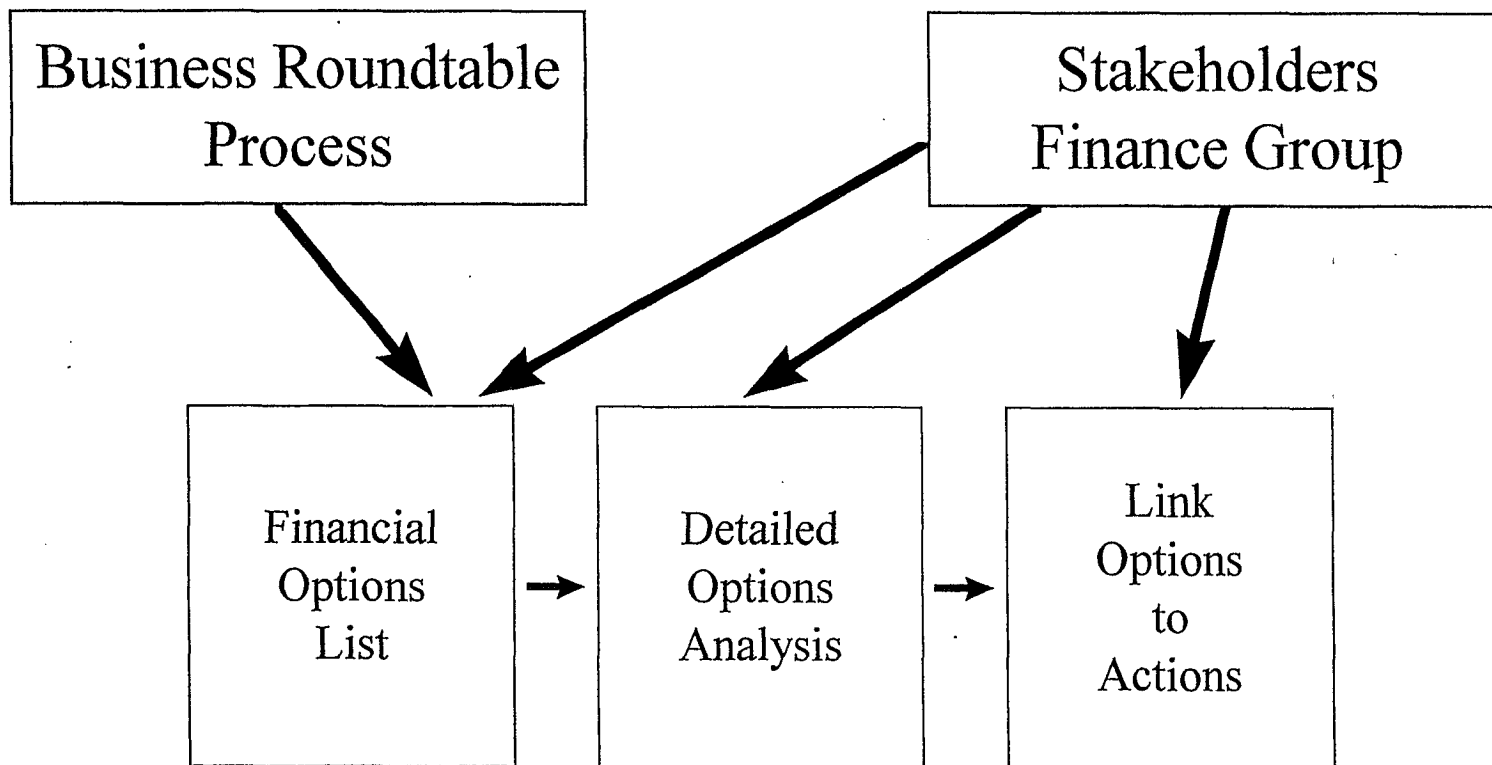 Business Roundtable
Process
Stakeholders
Finance Group
Financial
Options
List
Detailed
Options
Analysis
Link
Options
to
Actions